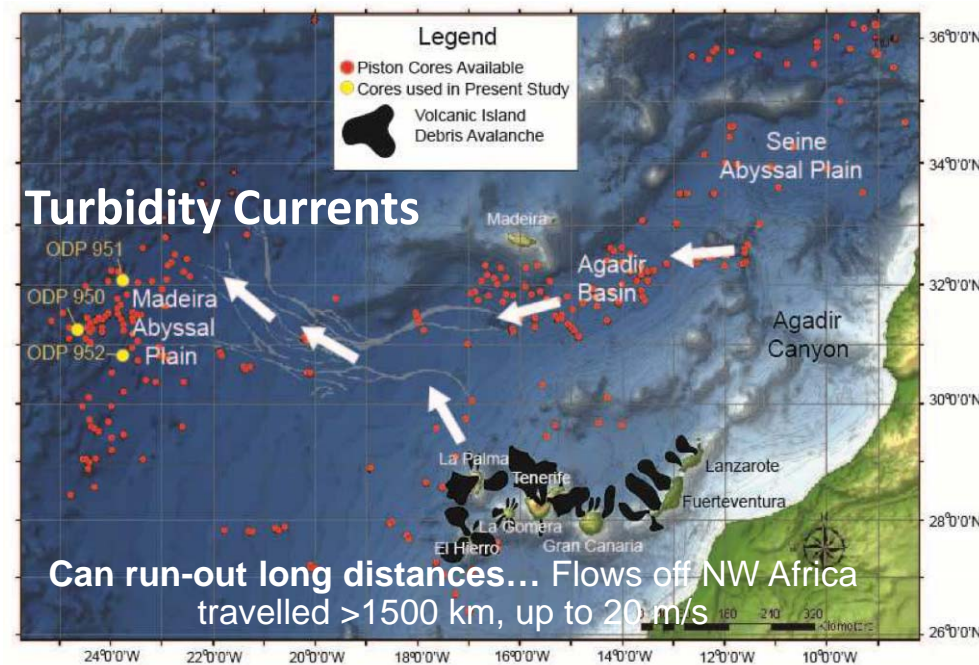 Legend
Piston Cores Available
Cores used in Present Study
Volcanic Island
Debris Avalanche
36°0'0"N
34°0'0"N
32°0'0"N
30°0'0"N
28°0'0"N
26°0'0"N
Seine
Abyssal Plain
Turbidity Currents
Madeira
ODP 951
ODP 950
ODP 952
Madeira
Abyssal
Plain
Agadir
Basin
Agadir
Canyon
La Palma
Tenerife
Lanzarote
Fuerteventura
La Gomera
El Hierro
Gran Canaria
Can run-out long distances... Flows off NW Africa
travelled >1500 km, up to 20 m/s
160 240 320
Kilometers
24°0'0"W 22°0'0"W 20°0'0"W 18°0'0"W 16°0'0"W 14°0'0"W 12°0'0"W 10°0'0"W